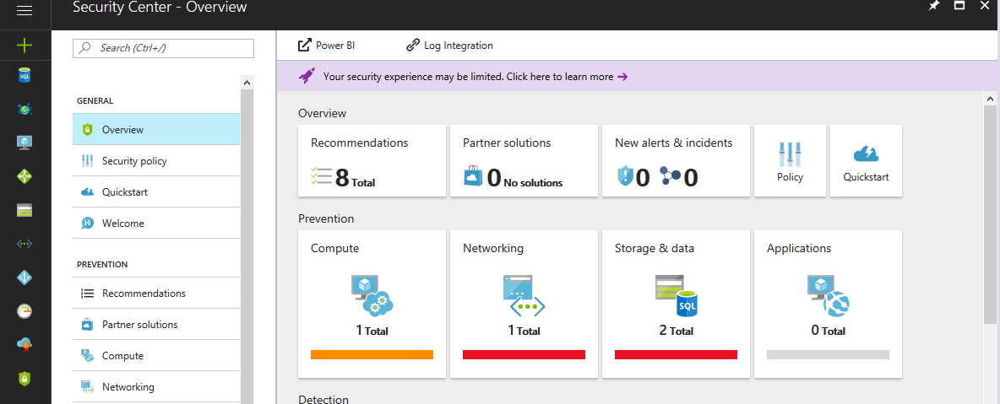 Security Center - Overview
Search (Ctrl+/)
GENERAL
Overview
Security policy
Quickstart
Hi
Welcome
PREVENTION
Recommendations
Partner solutions
Compute
Networking
Power BI
Log Integration
Your security experience may be limited. Click here to learn more →
Overview
Recommendations
8 Total
Partner solutions
0 No solutions
New alerts & incidents
0 0
Policy
Quickstart
Prevention
Compute
1 Total
Networking
1 Total
Storage & data
SQL
2 Total
Applications
0 Total
Detection
SQL